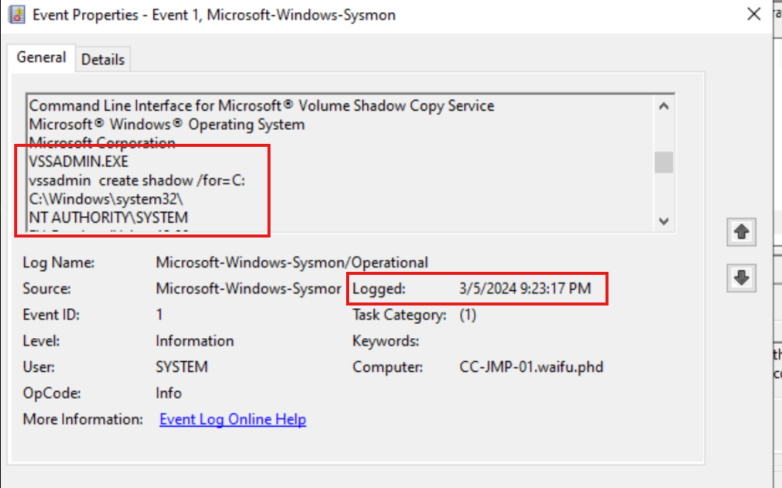 Event Properties - Event 1, Microsoft-Windows-Sysmon
General
Details
Command Line Interface for Microsoft® Volume Shadow Copy Service
Microsoft® Windows® Operating System
Microsoft Corporation
VSSADMIN.EXE
vssadmin  create shadow /for=C:
C:\Windows\system32\
NT AUTHORITY\SYSTEM
Log Name: Microsoft-Windows-Sysmon/Operational
Source: Microsoft-Windows-Sysmor Logged: 3/5/2024 9:23:17 PM
Event ID: 1 Task Category: (1)
Level: Information Keywords:
User: SYSTEM Computer: CC-JMP-01.waifu.phd
OpCode: Info
More Information: Event Log Online Help